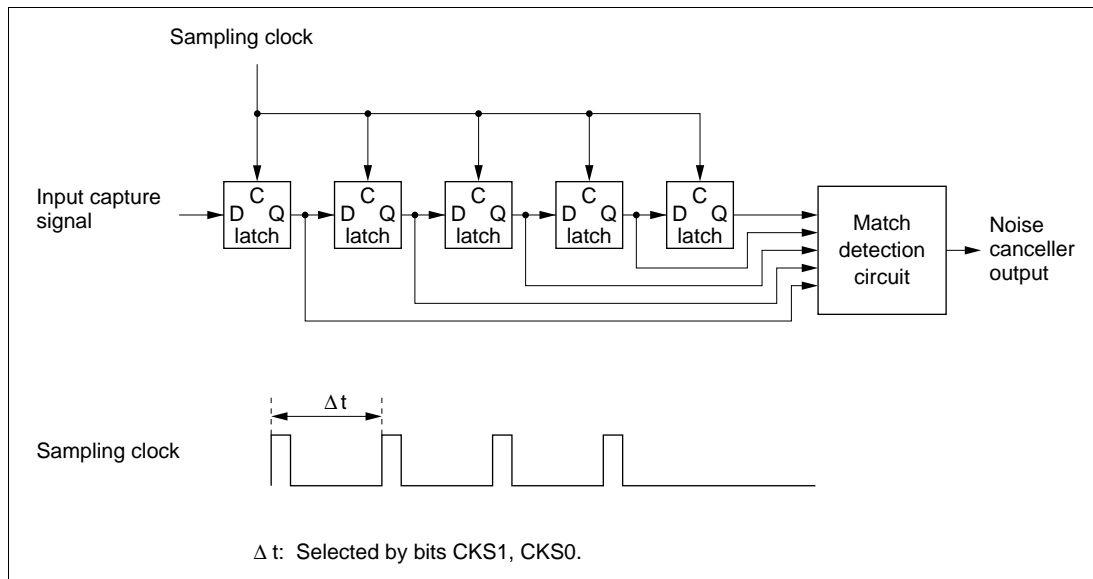 Sampling clock
Input capture
signal
C
D Q
latch
C
D Q
latch
C
D Q
latch
C
D Q
latch
C
D Q
latch
Match
detection
circuit
Noise
canceller
output
Δ t
Sampling clock
Δ t: Selected by bits CKS1, CKS0.